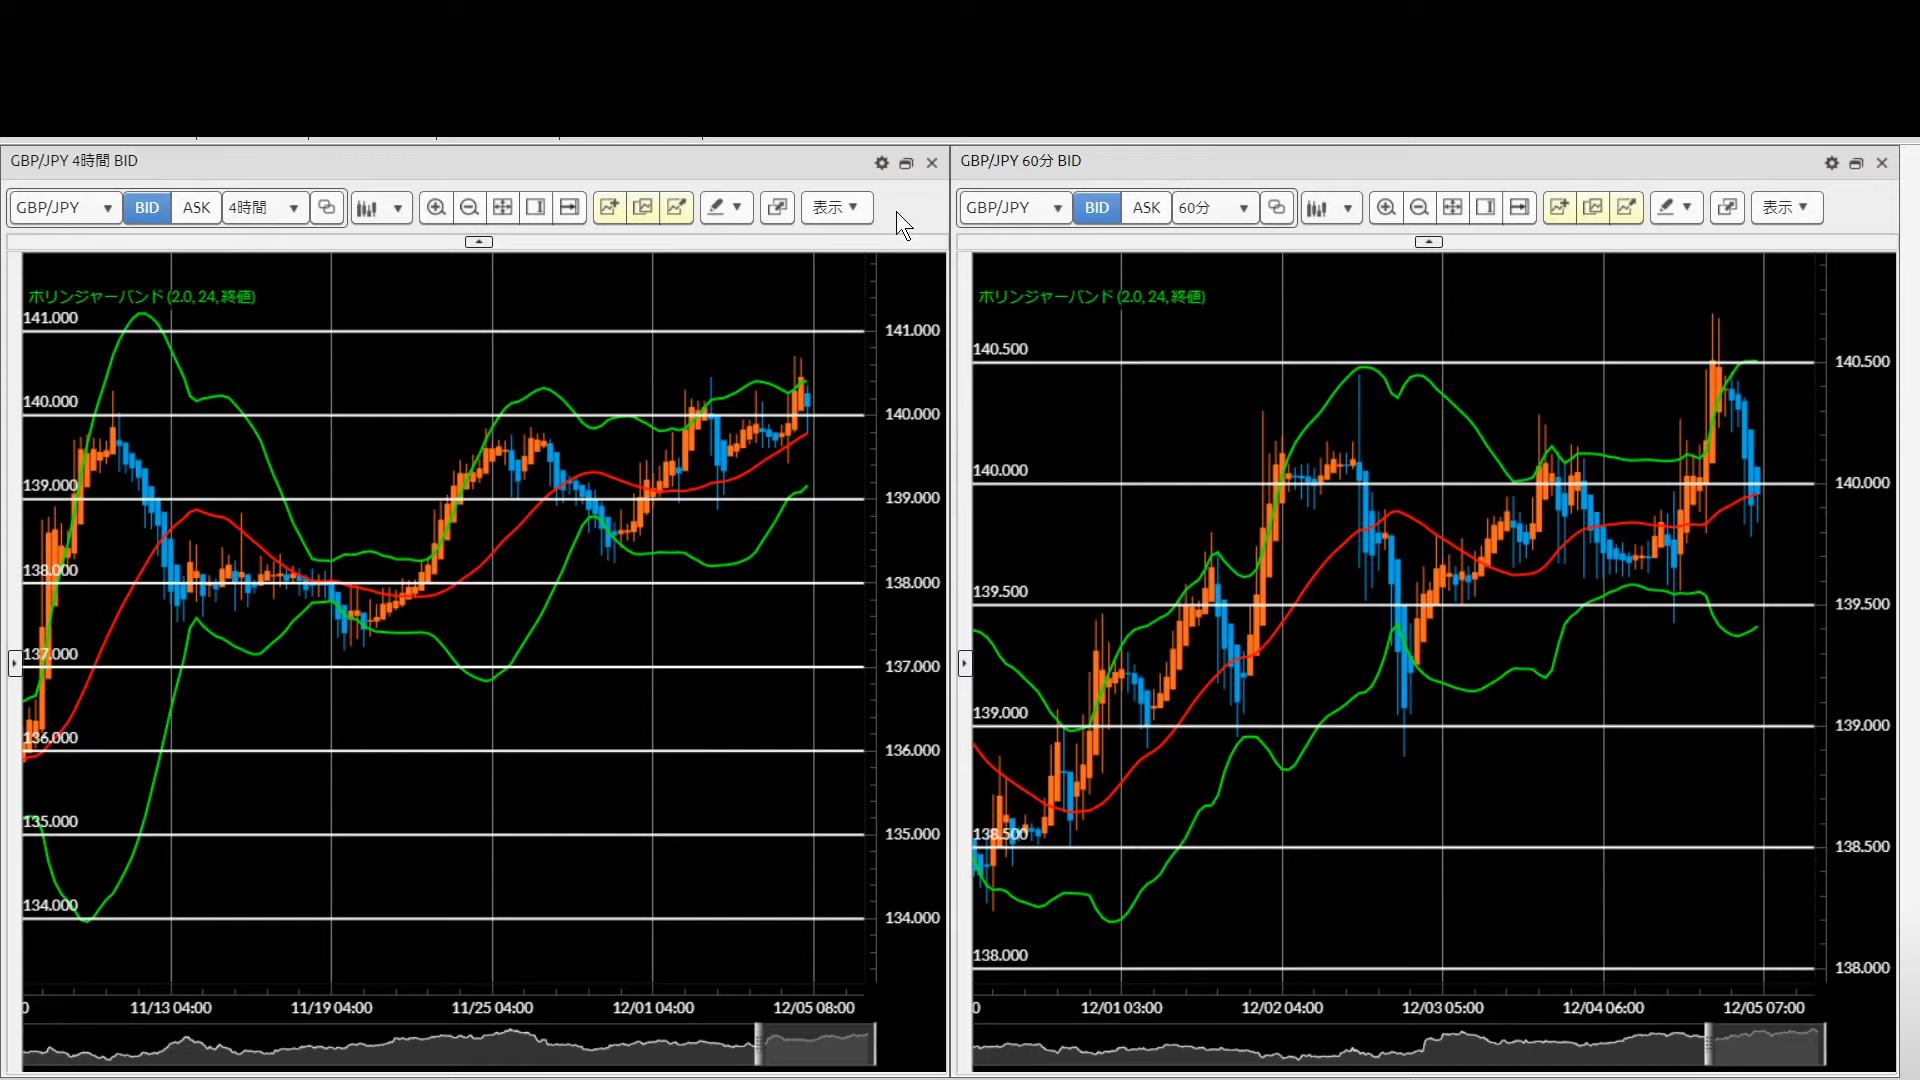 GBP/JPY 4時間 BID
GBP/JPY BID ASK 4時間 表示
ボリンジャーバンド (2.0, 24, 終値)
141.000 141.000
140.000 140.000
139.000 139.000
138.000 138.000
137.000 137.000
136.000 136.000
135.000 135.000
134.000 134.000
0 11/13 04:00 11/19 04:00 11/25 04:00 12/01 04:00 12/05 08:00
GBP/JPY 60分 BID
GBP/JPY BID ASK 60分 表示
ボリンジャーバンド (2.0, 24, 終値)
140.500 140.500
140.000 140.000
139.500 139.500
139.000 139.000
138.500 138.500
138.000 138.000
0 12/01 03:00 12/02 04:00 12/03 05:00 12/04 06:00 12/05 07:00